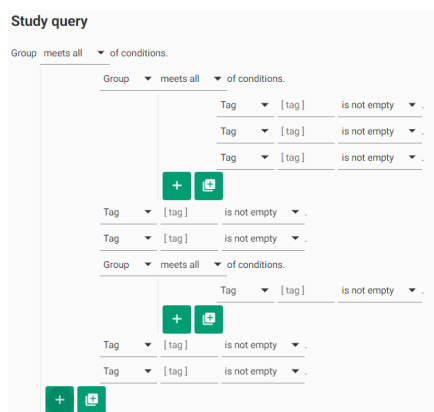 Study query
Group meets all of conditions.
Group meets all of conditions.
Tag [ tag ] is not empty .
Tag [ tag ] is not empty .
Tag [ tag ] is not empty .
Tag [ tag ] is not empty .
Tag [ tag ] is not empty .
Group meets all of conditions.
Tag [ tag ] is not empty .
Tag [ tag ] is not empty .
Tag [ tag ] is not empty .